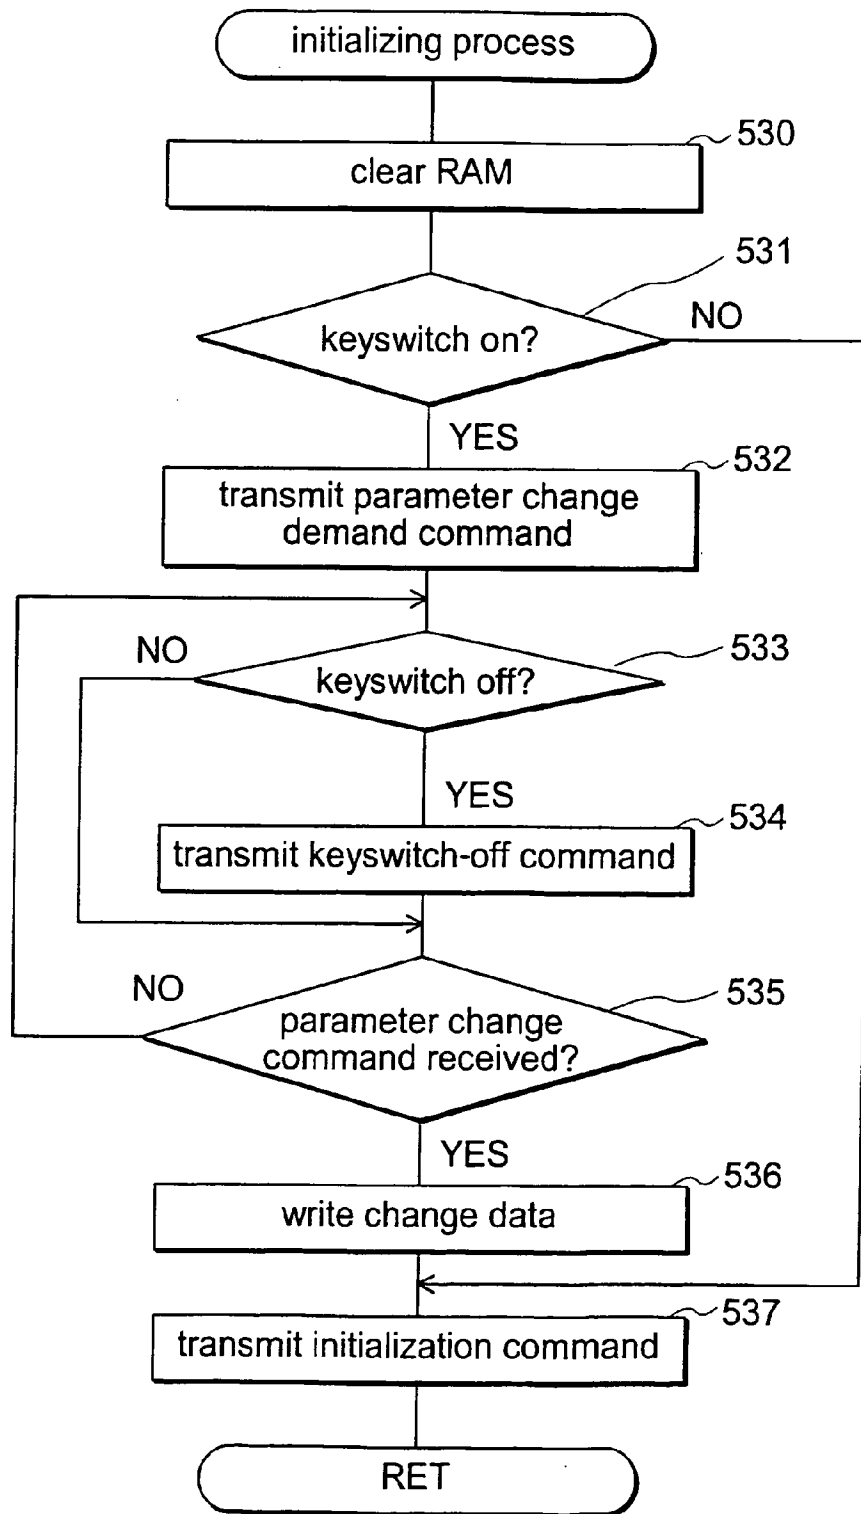 initializing process
530
clear RAM
531
keyswitch on?
NO
YES
532
transmit parameter change
demand command
NO
533
keyswitch off?
YES
534
transmit keyswitch-off command
NO
535
parameter change
command received?
YES
536
write change data
537
transmit initialization command
RET